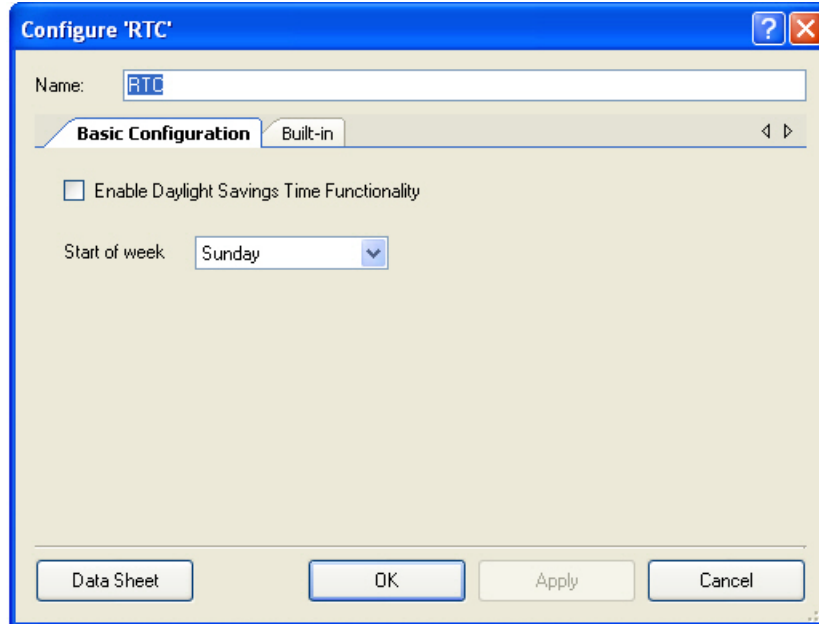 Configure 'RTC'
Name: RTC
Basic Configuration Built-in
Enable Daylight Savings Time Functionality
Start of week Sunday
Data Sheet OK Apply Cancel